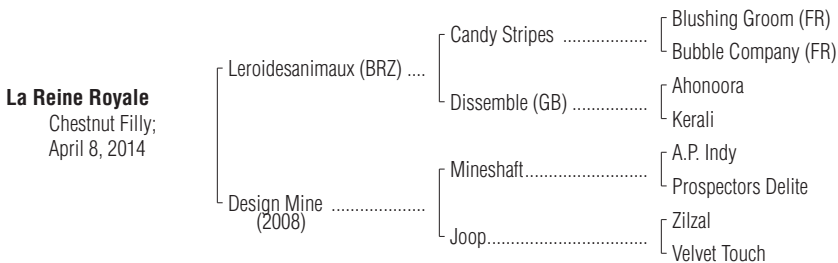 La Reine Royale
Chestnut Filly;
April 8, 2014
Leroidesanimaux (BRZ) ....
Design Mine ....................
(2008)
Candy Stripes ..................
Dissemble (GB) ................
Mineshaft..........................
Joop..................................
Blushing Groom (FR)
Bubble Company (FR)
Ahonoora
Kerali
A.P. Indy
Prospectors Delite
Zilzal
Velvet Touch